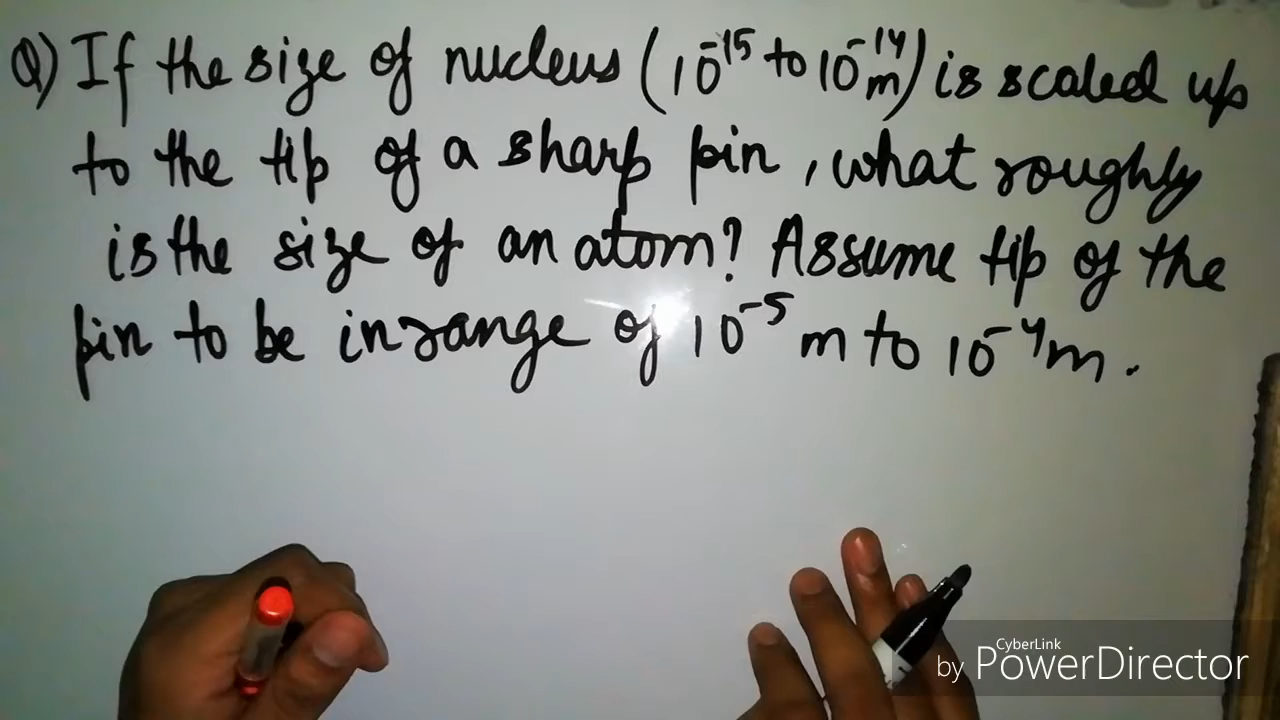 Q) If the size of nucleus (10⁻¹⁵ to 10⁻¹⁴m) is scaled up
to the tip of a sharp pin, what roughly
is the size of an atom? Assume tip of the
pin to be in range of 10⁻⁵ m to 10⁻⁴m.
CyberLink
by PowerDirector